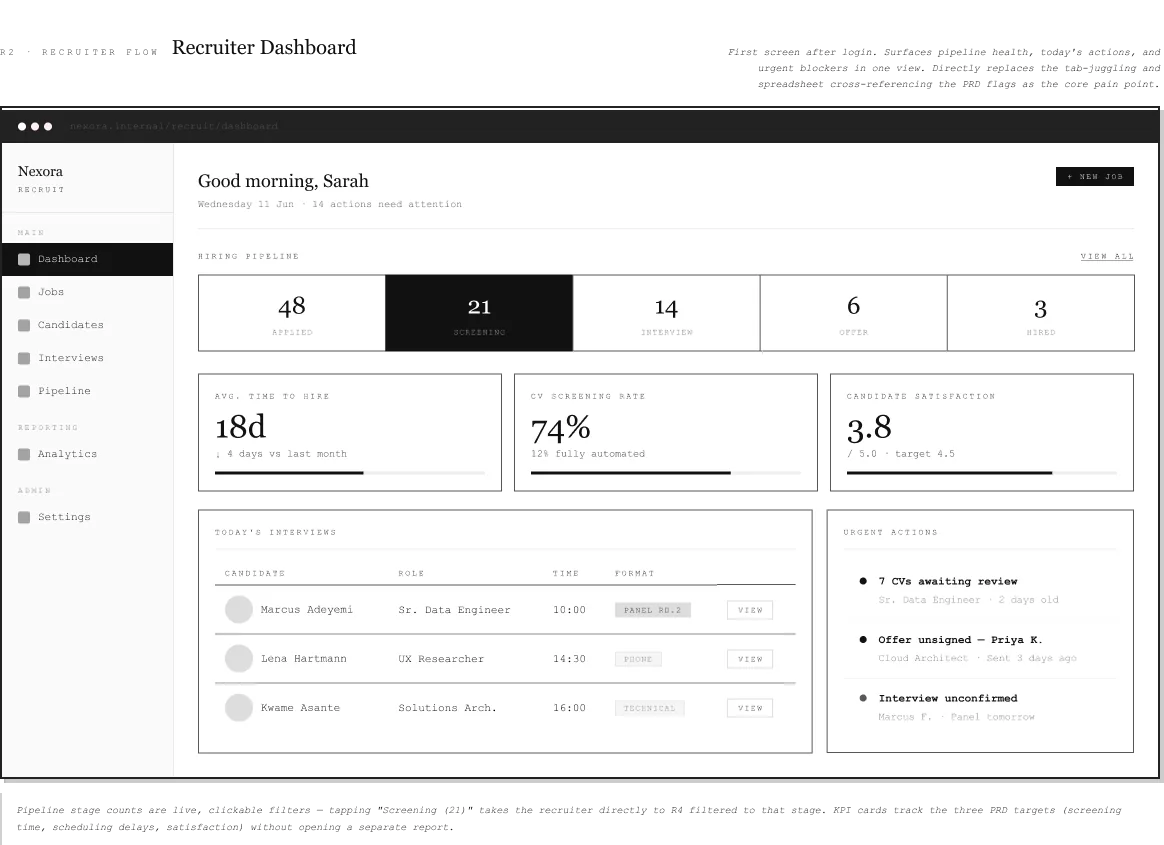 R2 · RECRUITER FLOW Recruiter Dashboard
First screen after login. Surfaces pipeline health, today's actions, and
urgent blockers in one view. Directly replaces the tab-juggling and
spreadsheet cross-referencing the PRD flags as the core pain point.
nexora.internal/recruit/dashboard
Nexora
RECRUIT
MAIN
Dashboard
Jobs
Candidates
Interviews
Pipeline
REPORTING
Analytics
ADMIN
Settings
Good morning, Sarah
+ NEW JOB
Wednesday 11 Jun · 14 actions need attention
HIRING PIPELINE VIEW ALL
48 21 14 6 3
APPLIED SCREENING INTERVIEW OFFER HIRED
AVG. TIME TO HIRE
18d
↓ 4 days vs last month
CV SCREENING RATE
74%
12% fully automated
CANDIDATE SATISFACTION
3.8
/ 5.0 · target 4.5
TODAY'S INTERVIEWS
CANDIDATE ROLE TIME FORMAT
Marcus Adeyemi Sr. Data Engineer 10:00 PANEL RD.2 VIEW
Lena Hartmann UX Researcher 14:30 PHONE VIEW
Kwame Asante Solutions Arch. 16:00 TECHNICAL VIEW
URGENT ACTIONS
7 CVs awaiting review
Sr. Data Engineer · 2 days old
Offer unsigned — Priya K.
Cloud Architect · Sent 3 days ago
Interview unconfirmed
Marcus F. · Panel tomorrow
Pipeline stage counts are live, clickable filters — tapping "Screening (21)" takes the recruiter directly to R4 filtered to that stage. KPI cards track the three PRD targets (screening
time, scheduling delays, satisfaction) without opening a separate report.